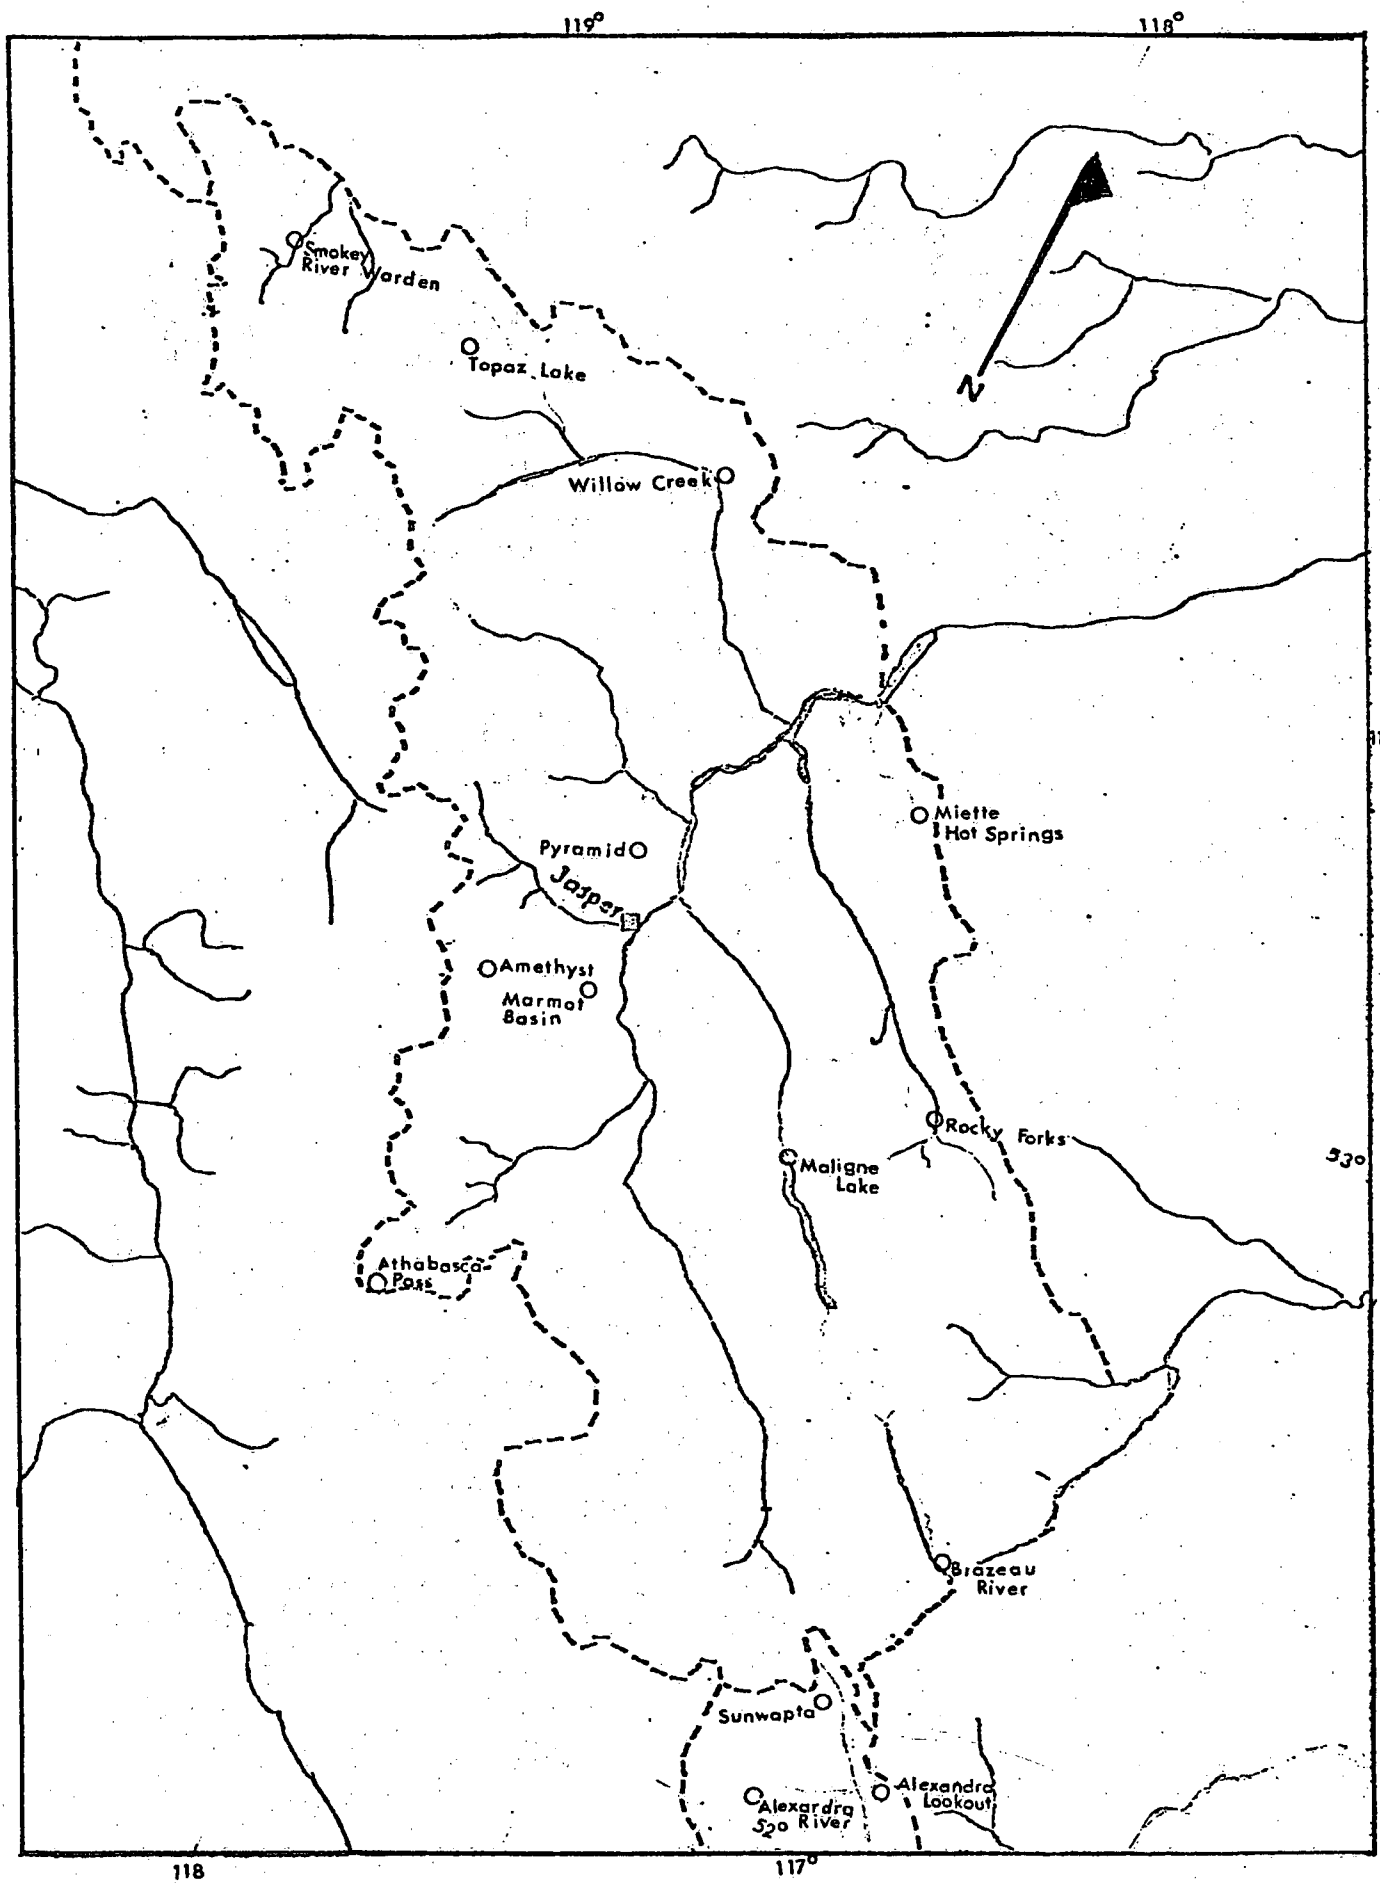 119°
118°
Smokey
River Warden
Topaz Lake
N
Willow Creek
Miette
Hot Springs
Pyramid
Jasper
Amethyst
Marmot
Basin
Rocky Forks
53°
Maligne
Lake
Athabasca
Pass
Brazeau
River
Sunwapta
Alexandra
Lookout
Alexardra
52° River
118
117°